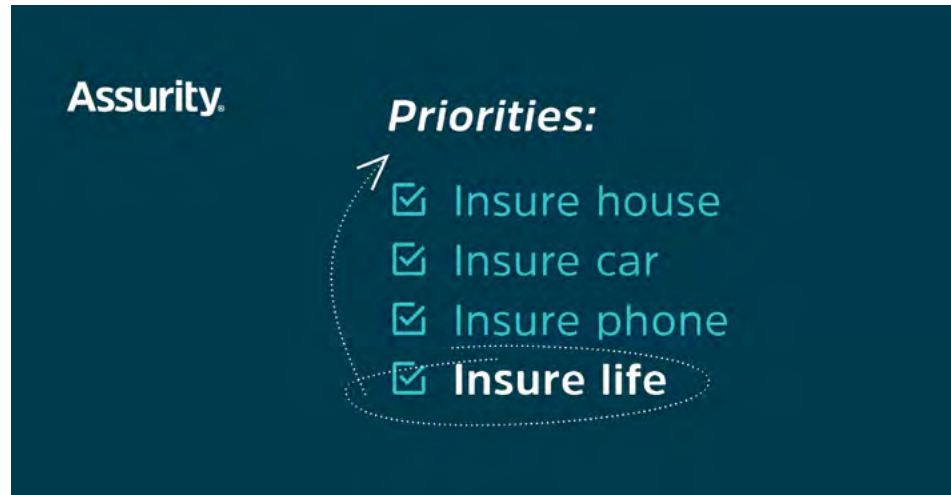 Assurity®
Priorities:
Insure house
Insure car
Insure phone
Insure life